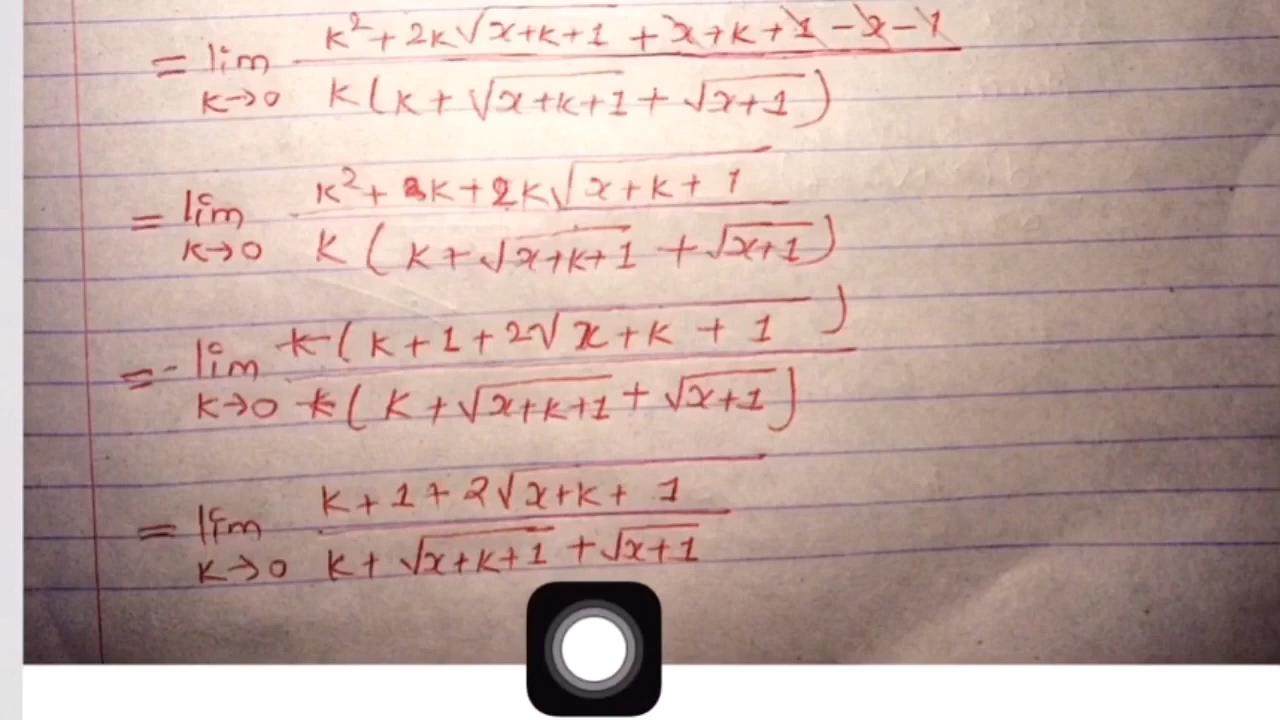 = lim k→0 (k² + 2k√(x+k+1) + x+k+1 - x - 1) / (k(k + √(x+k+1) + √(x+1)))
= lim k→0 (k² + k + 2k√(x+k+1)) / (k(k + √(x+k+1) + √(x+1)))
= lim k→0 k(k+1+2√(x+k+1)) / k(k + √(x+k+1) + √(x+1))
= lim k→0 (k+1+2√(x+k+1)) / (k + √(x+k+1) + √(x+1))